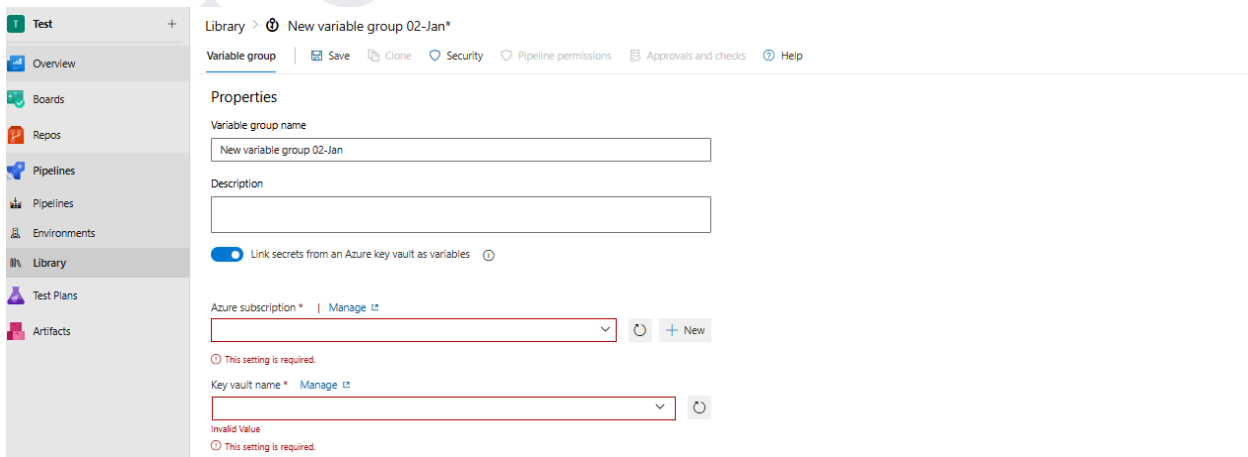 T Test +
Library > New variable group 02-Jan*
Variable group Save Clone Security Pipeline permissions Approvals and checks Help
Overview
Boards
Repos
Pipelines
Pipelines
Environments
Library
Test Plans
Artifacts
Properties
Variable group name
New variable group 02-Jan
Description
Link secrets from an Azure key vault as variables
Azure subscription * | Manage
+ New
This setting is required.
Key vault name * Manage
Invalid Value
This setting is required.